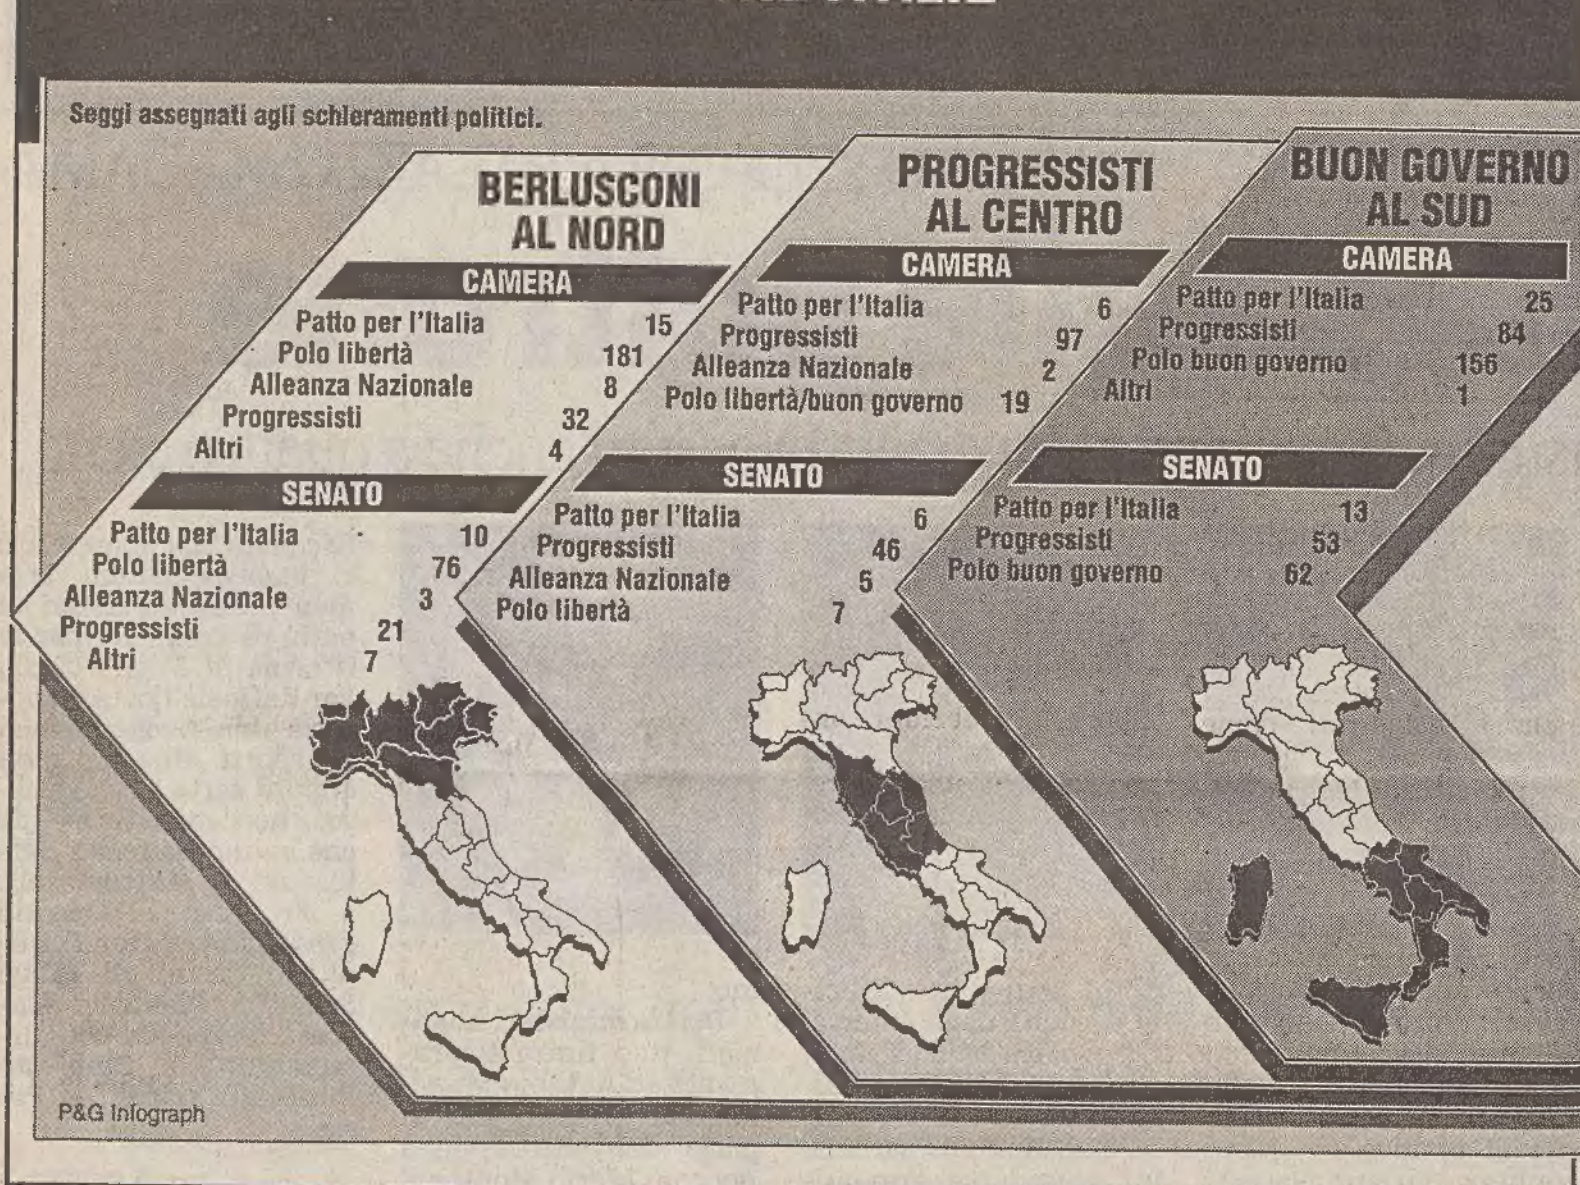 Seggi assegnati agli schieramenti politici.
BERLUSCONI
AL NORD
CAMERA
Patto per l'Italia 15
Polo libertà 181
Alleanza Nazionale 8
Progressisti 32
Altri 4
SENATO
Patto per l'Italia 10
Polo libertà 76
Alleanza Nazionale 3
Progressisti 21
Altri 7
PROGRESSISTI
AL CENTRO
CAMERA
Patto per l'Italia 6
Progressisti 97
Alleanza Nazionale 2
Polo libertà/buon governo 19
SENATO
Patto per l'Italia 6
Progressisti 46
Alleanza Nazionale 5
Polo libertà 7
BUON GOVERNO
AL SUD
CAMERA
Patto per l'Italia 25
Progressisti 84
Polo buon governo 156
Altri 1
SENATO
Patto per l'Italia 13
Progressisti 53
Polo buon governo 62
P&G Infograph